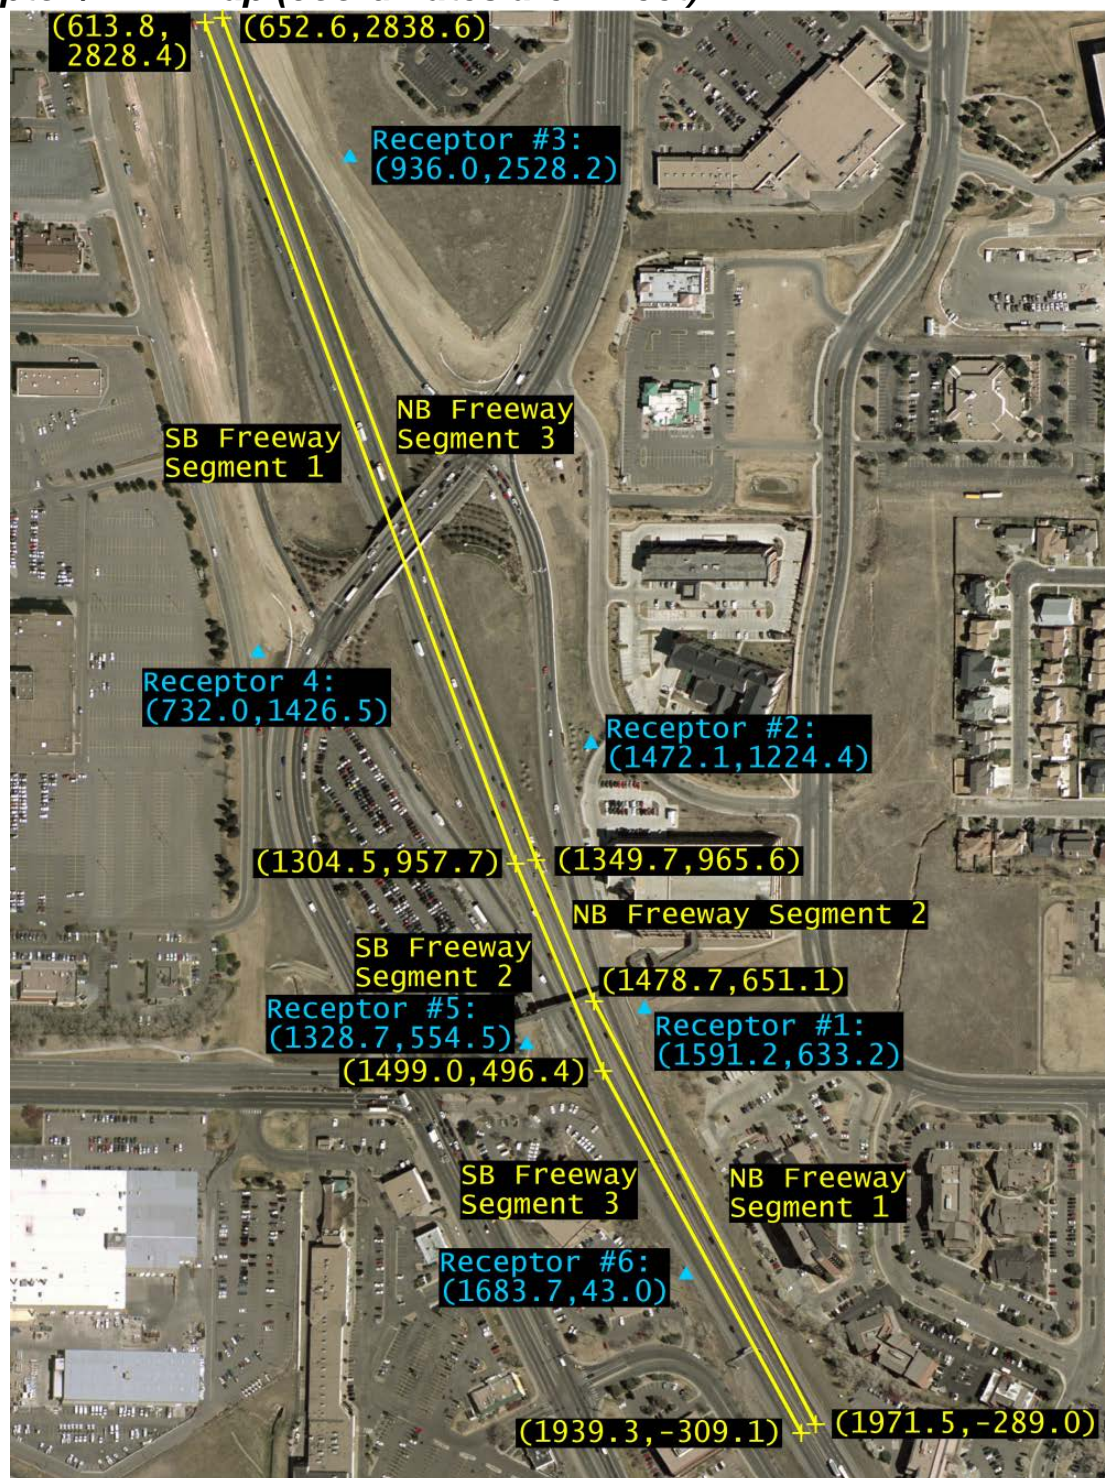 (613.8,
2828.4)
(652.6,2838.6)
Receptor #3:
(936.0,2528.2)
NB Freeway
Segment 3
SB Freeway
Segment 1
Receptor 4:
(732.0,1426.5)
Receptor #2:
(1472.1,1224.4)
(1304.5,957.7)
(1349.7,965.6)
NB Freeway Segment 2
SB Freeway
Segment 2
(1478.7,651.1)
Receptor #5:
(1328.7,554.5)
Receptor #1:
(1591.2,633.2)
(1499.0,496.4)
SB Freeway
Segment 3
NB Freeway
Segment 1
Receptor #6:
(1683.7,43.0)
(1939.3,-309.1)
(1971.5,-289.0)